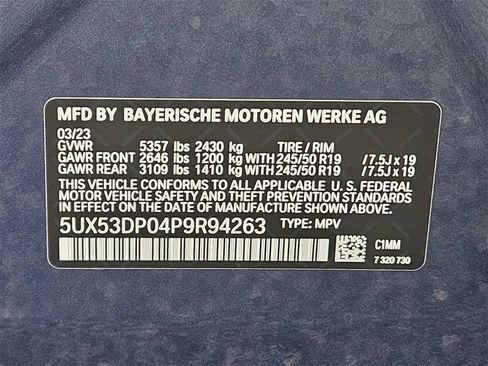 MFD BY BAYERISCHE MOTOREN WERKE AG
03/23
GVWR 5357 lbs 2430 kg TIRE / RIM
GAWR FRONT 2646 lbs 1200 kg WITH 245/50 R19 / 7.5J x 19
GAWR REAR 3109 lbs 1410 kg WITH 245/50 R19 / 7.5J x 19
THIS VEHICLE CONFORMS TO ALL APPLICABLE U.S. FEDERAL
MOTOR VEHICLE SAFETY AND THEFT PREVENTION STANDARDS
IN EFFECT ON THE DATE OF MANUFACTURE SHOWN ABOVE.
5UX53DP04P9R94263 TYPE: MPV
C1MM
7 320 730